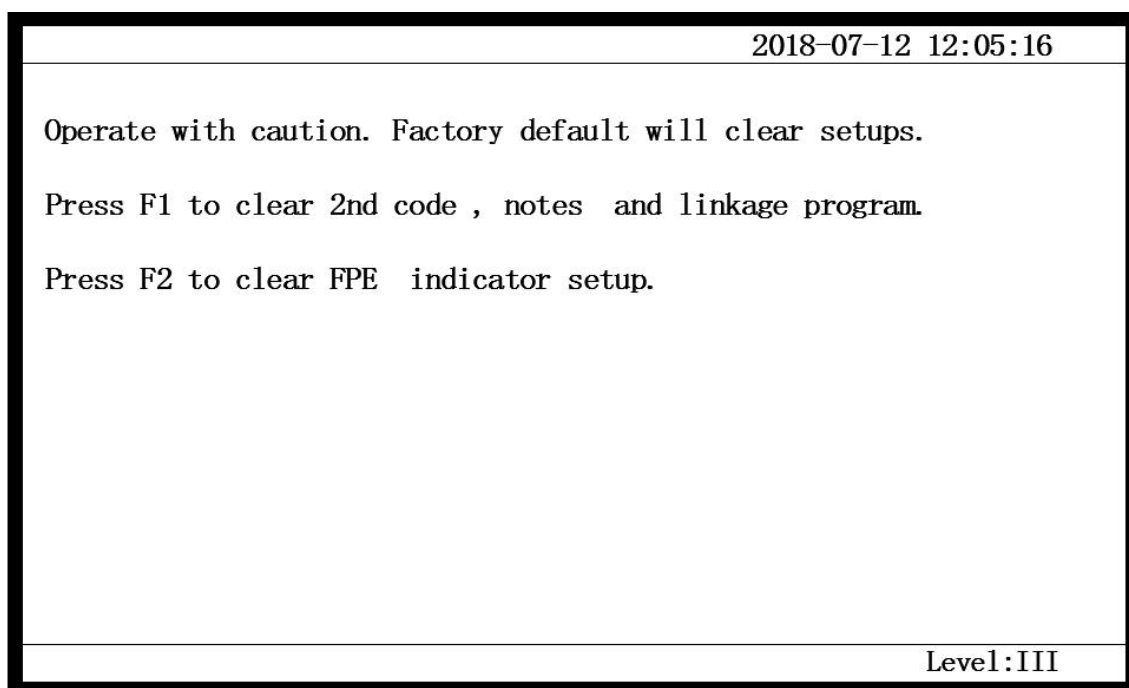 2018-07-12 12:05:16
Operate with caution. Factory default will clear setups.
Press F1 to clear 2nd code , notes  and linkage program.
Press F2 to clear FPE  indicator setup.
Level:III